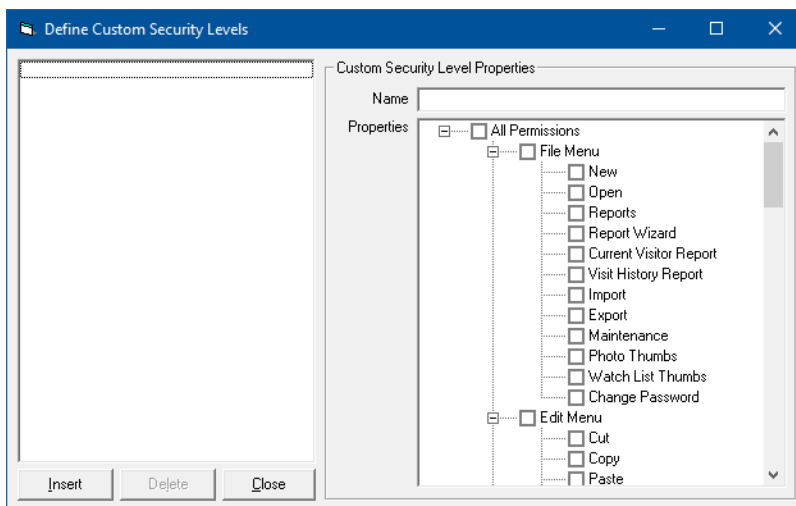 Define Custom Security Levels
Custom Security Level Properties
Name
Properties
All Permissions
File Menu
New
Open
Reports
Report Wizard
Current Visitor Report
Visit History Report
Import
Export
Maintenance
Photo Thumbs
Watch List Thumbs
Change Password
Edit Menu
Cut
Copy
Paste
Insert
Delete
Close